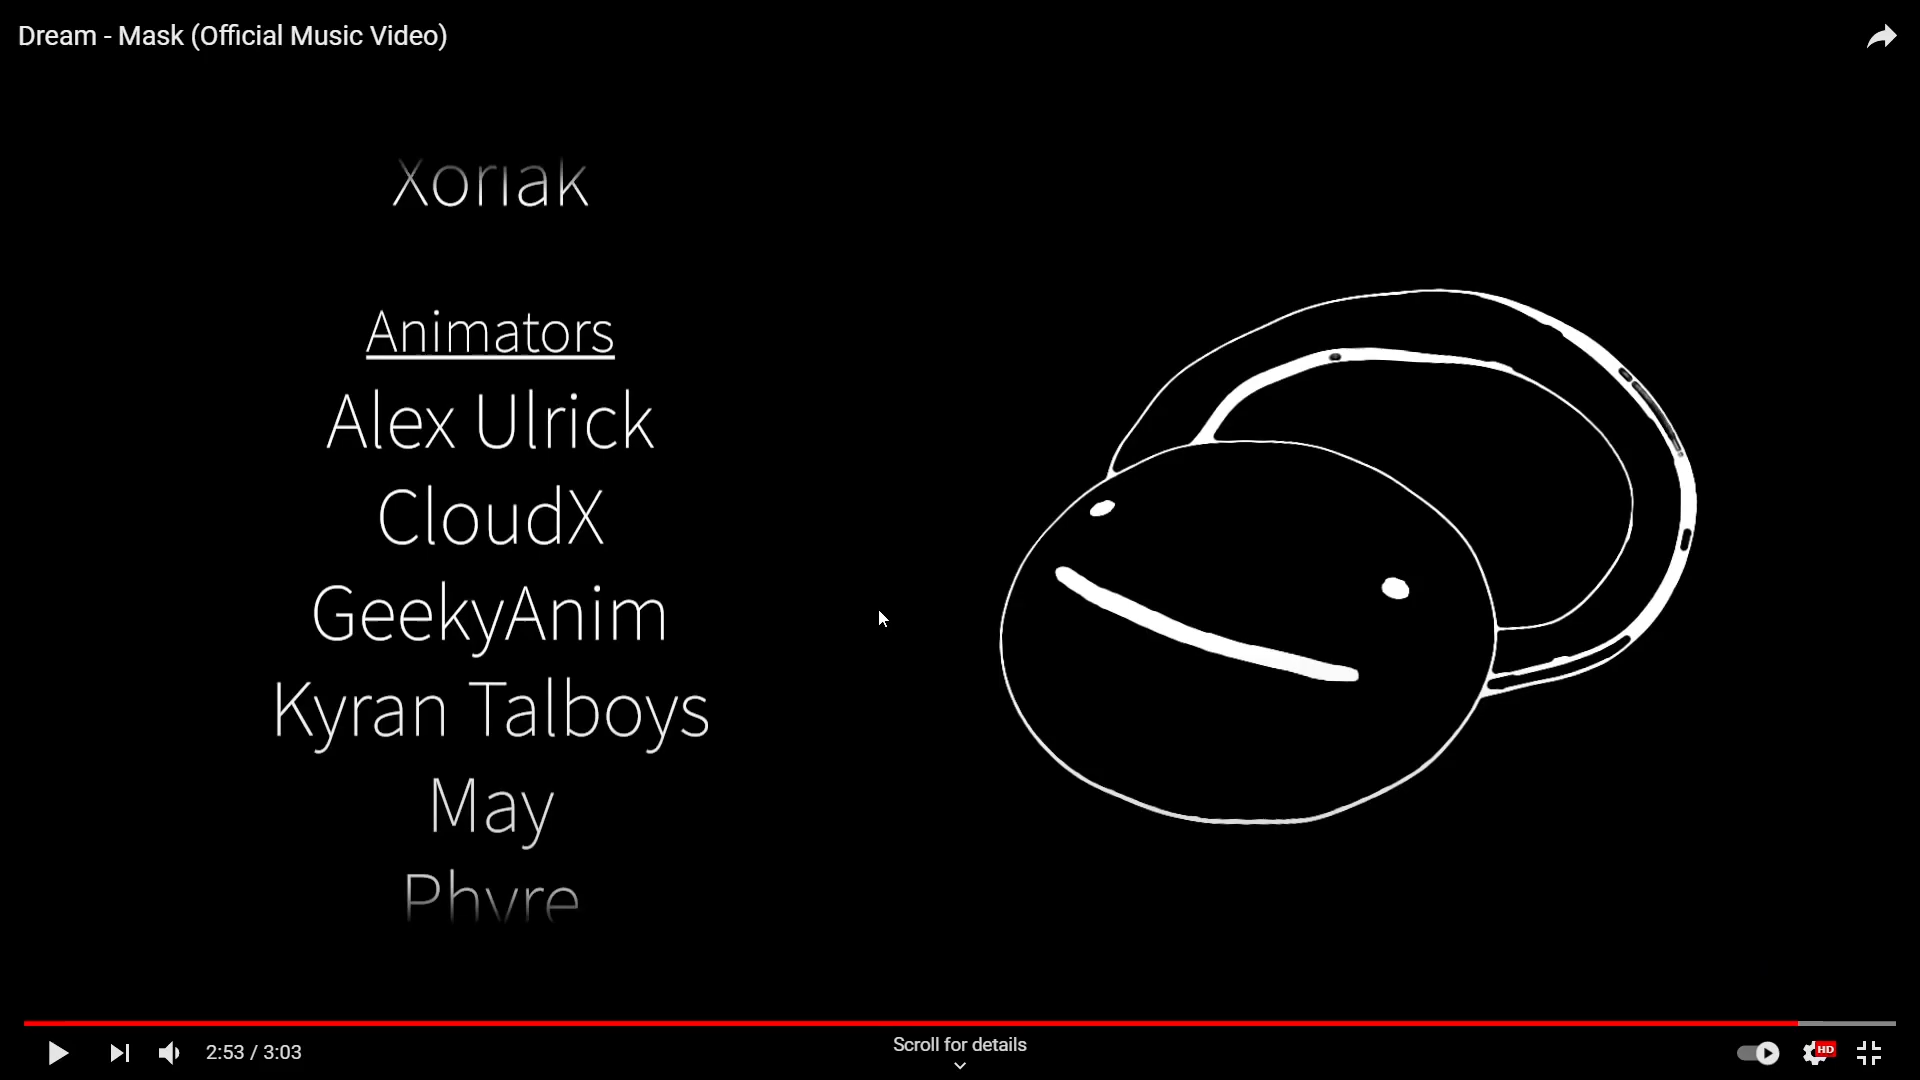 Dream - Mask (Official Music Video)
Xoriak
Animators
Alex Ulrick
CloudX
GeekyAnim
Kyran Talboys
May
Phyre
Scroll for details
2:53 / 3:03
HD